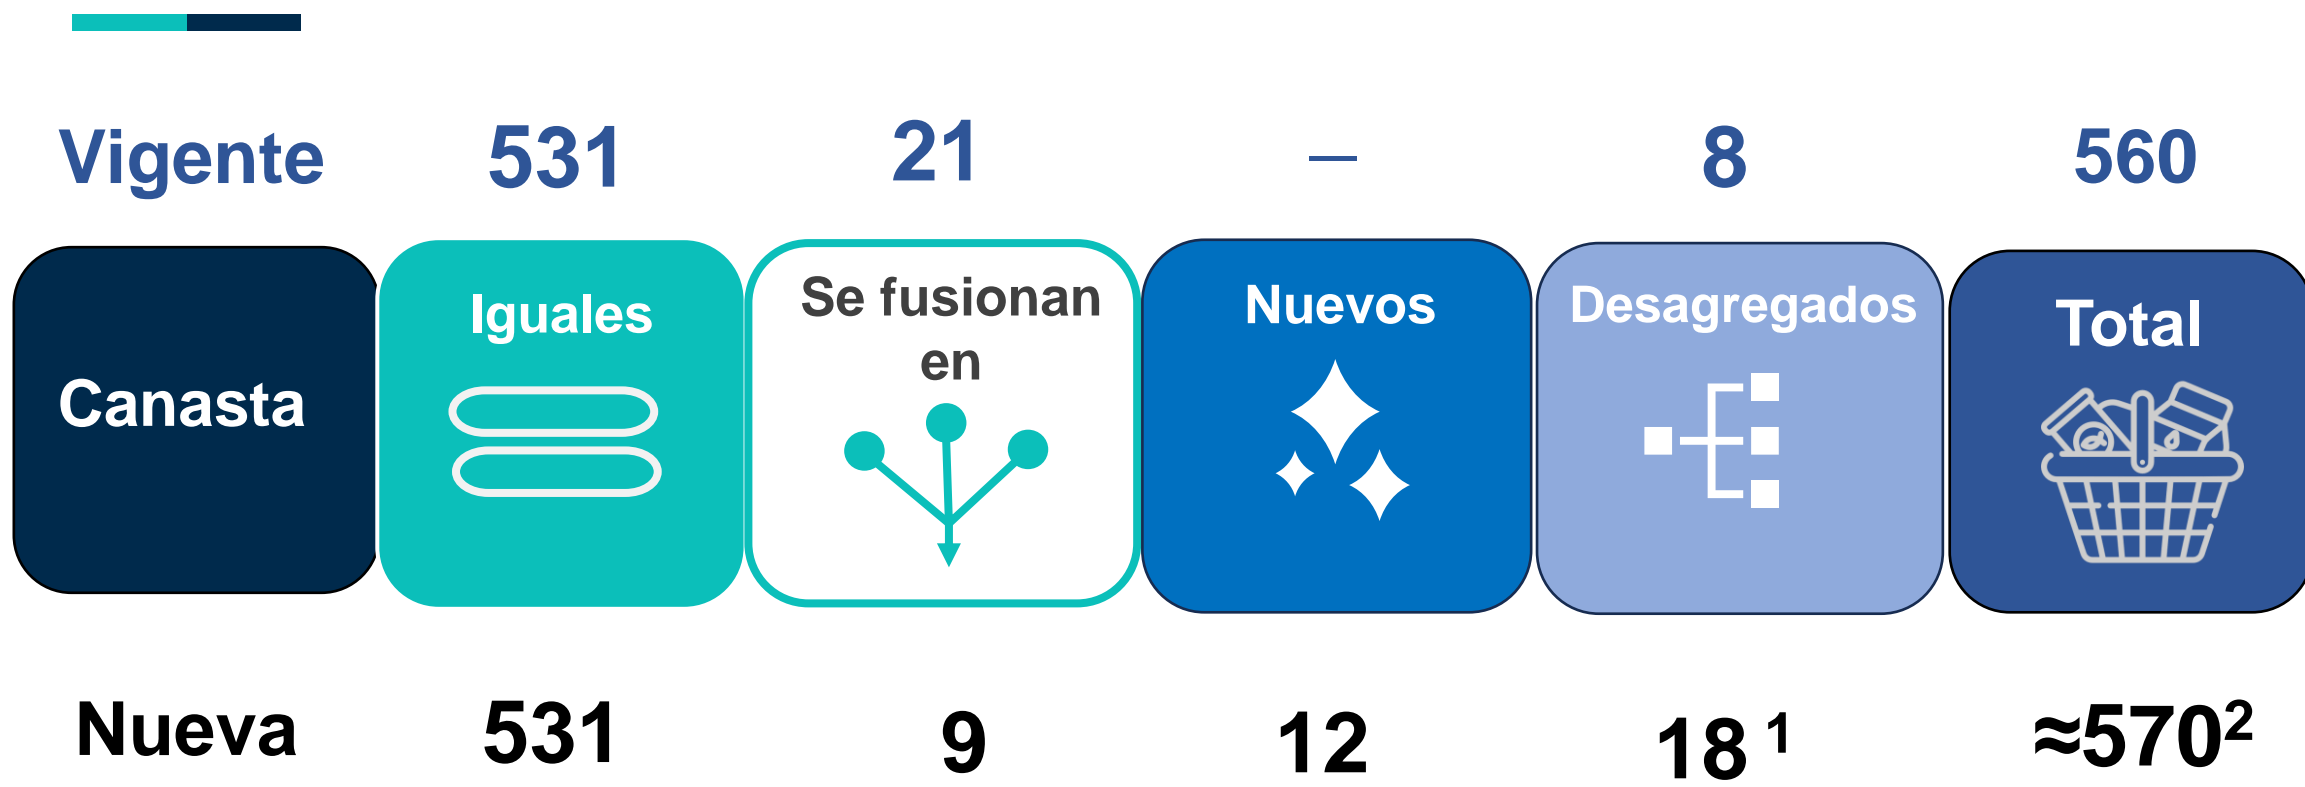 Vigente 531 21 — 8 560
Canasta Iguales Se fusionan Nuevos Desagregados Total
en
Nueva 531 9 12 18 ¹ ≈570²